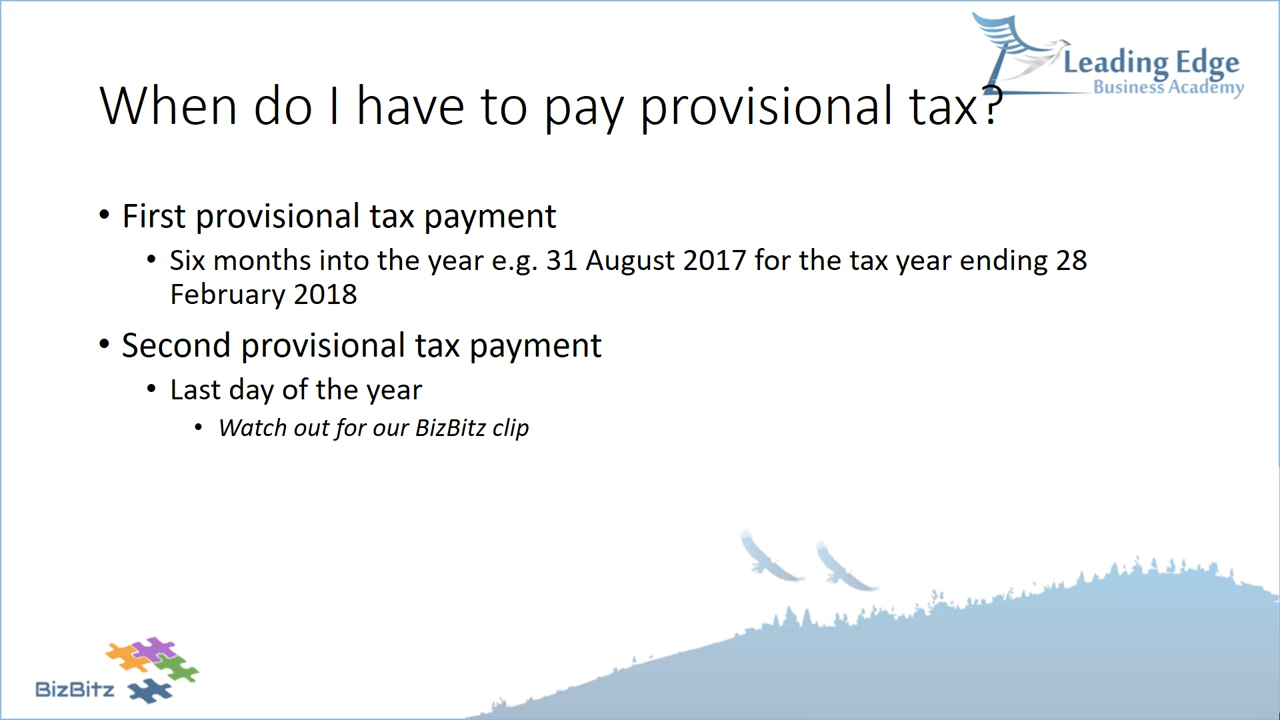 Leading Edge
Business Academy
When do I have to pay provisional tax?
• First provisional tax payment
• Six months into the year e.g. 31 August 2017 for the tax year ending 28
February 2018
• Second provisional tax payment
• Last day of the year
• Watch out for our BizBitz clip
BizBitz